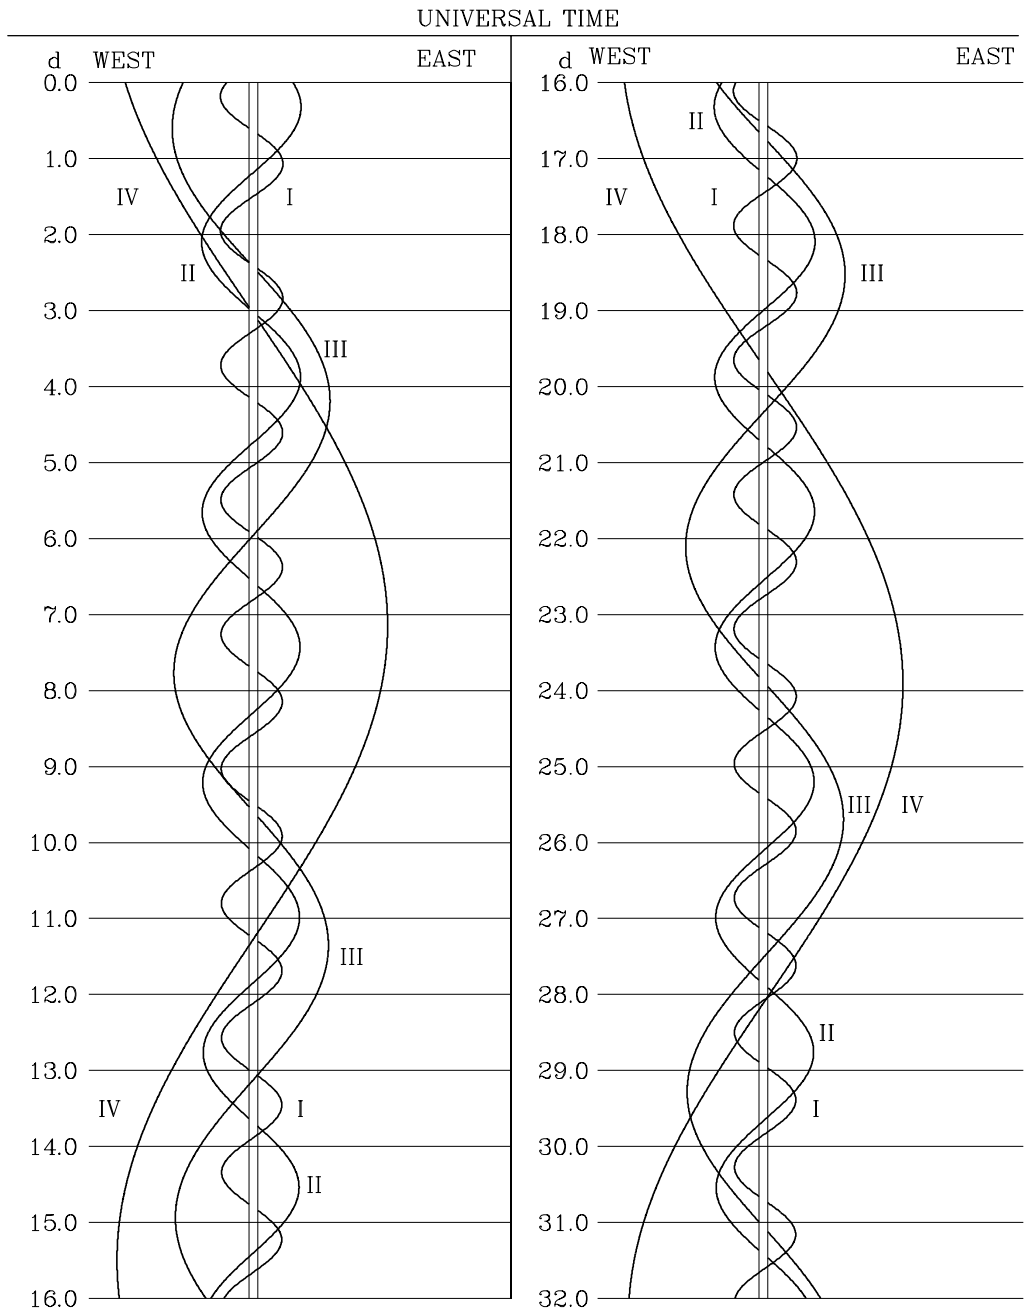 UNIVERSAL TIME
d WEST EAST
0.0
1.0
IV I
2.0
II
3.0
III
4.0
5.0
6.0
7.0
8.0
9.0
10.0
11.0
III
12.0
13.0
IV I
14.0
II
15.0
16.0
d WEST EAST
16.0
II
17.0
IV I
18.0
III
19.0
20.0
21.0
22.0
23.0
24.0
25.0
III IV
26.0
27.0
28.0
II
29.0
I
30.0
31.0
32.0